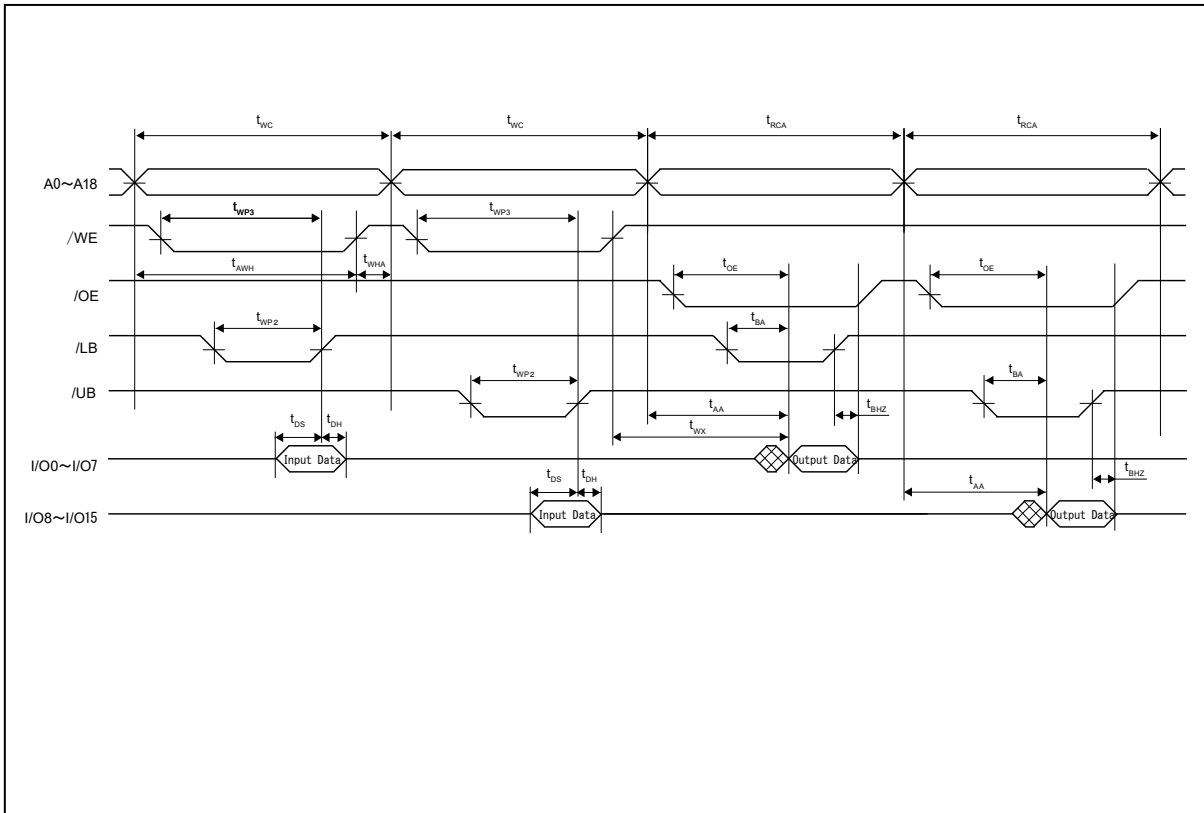 tWC tWC tRCA tRCA
A0～A18
tWP3 tWP3
/WE
tAWH tWHA tOE tOE
/OE
tWP2 tBA
/LB
tWP2 tBA
/UB
tAA tBHZ
tDS tDH tWX
I/O0～I/O7 Input Data Output Data
tDS tDH tAA tBHZ
I/O8～I/O15 Input Data Output Data